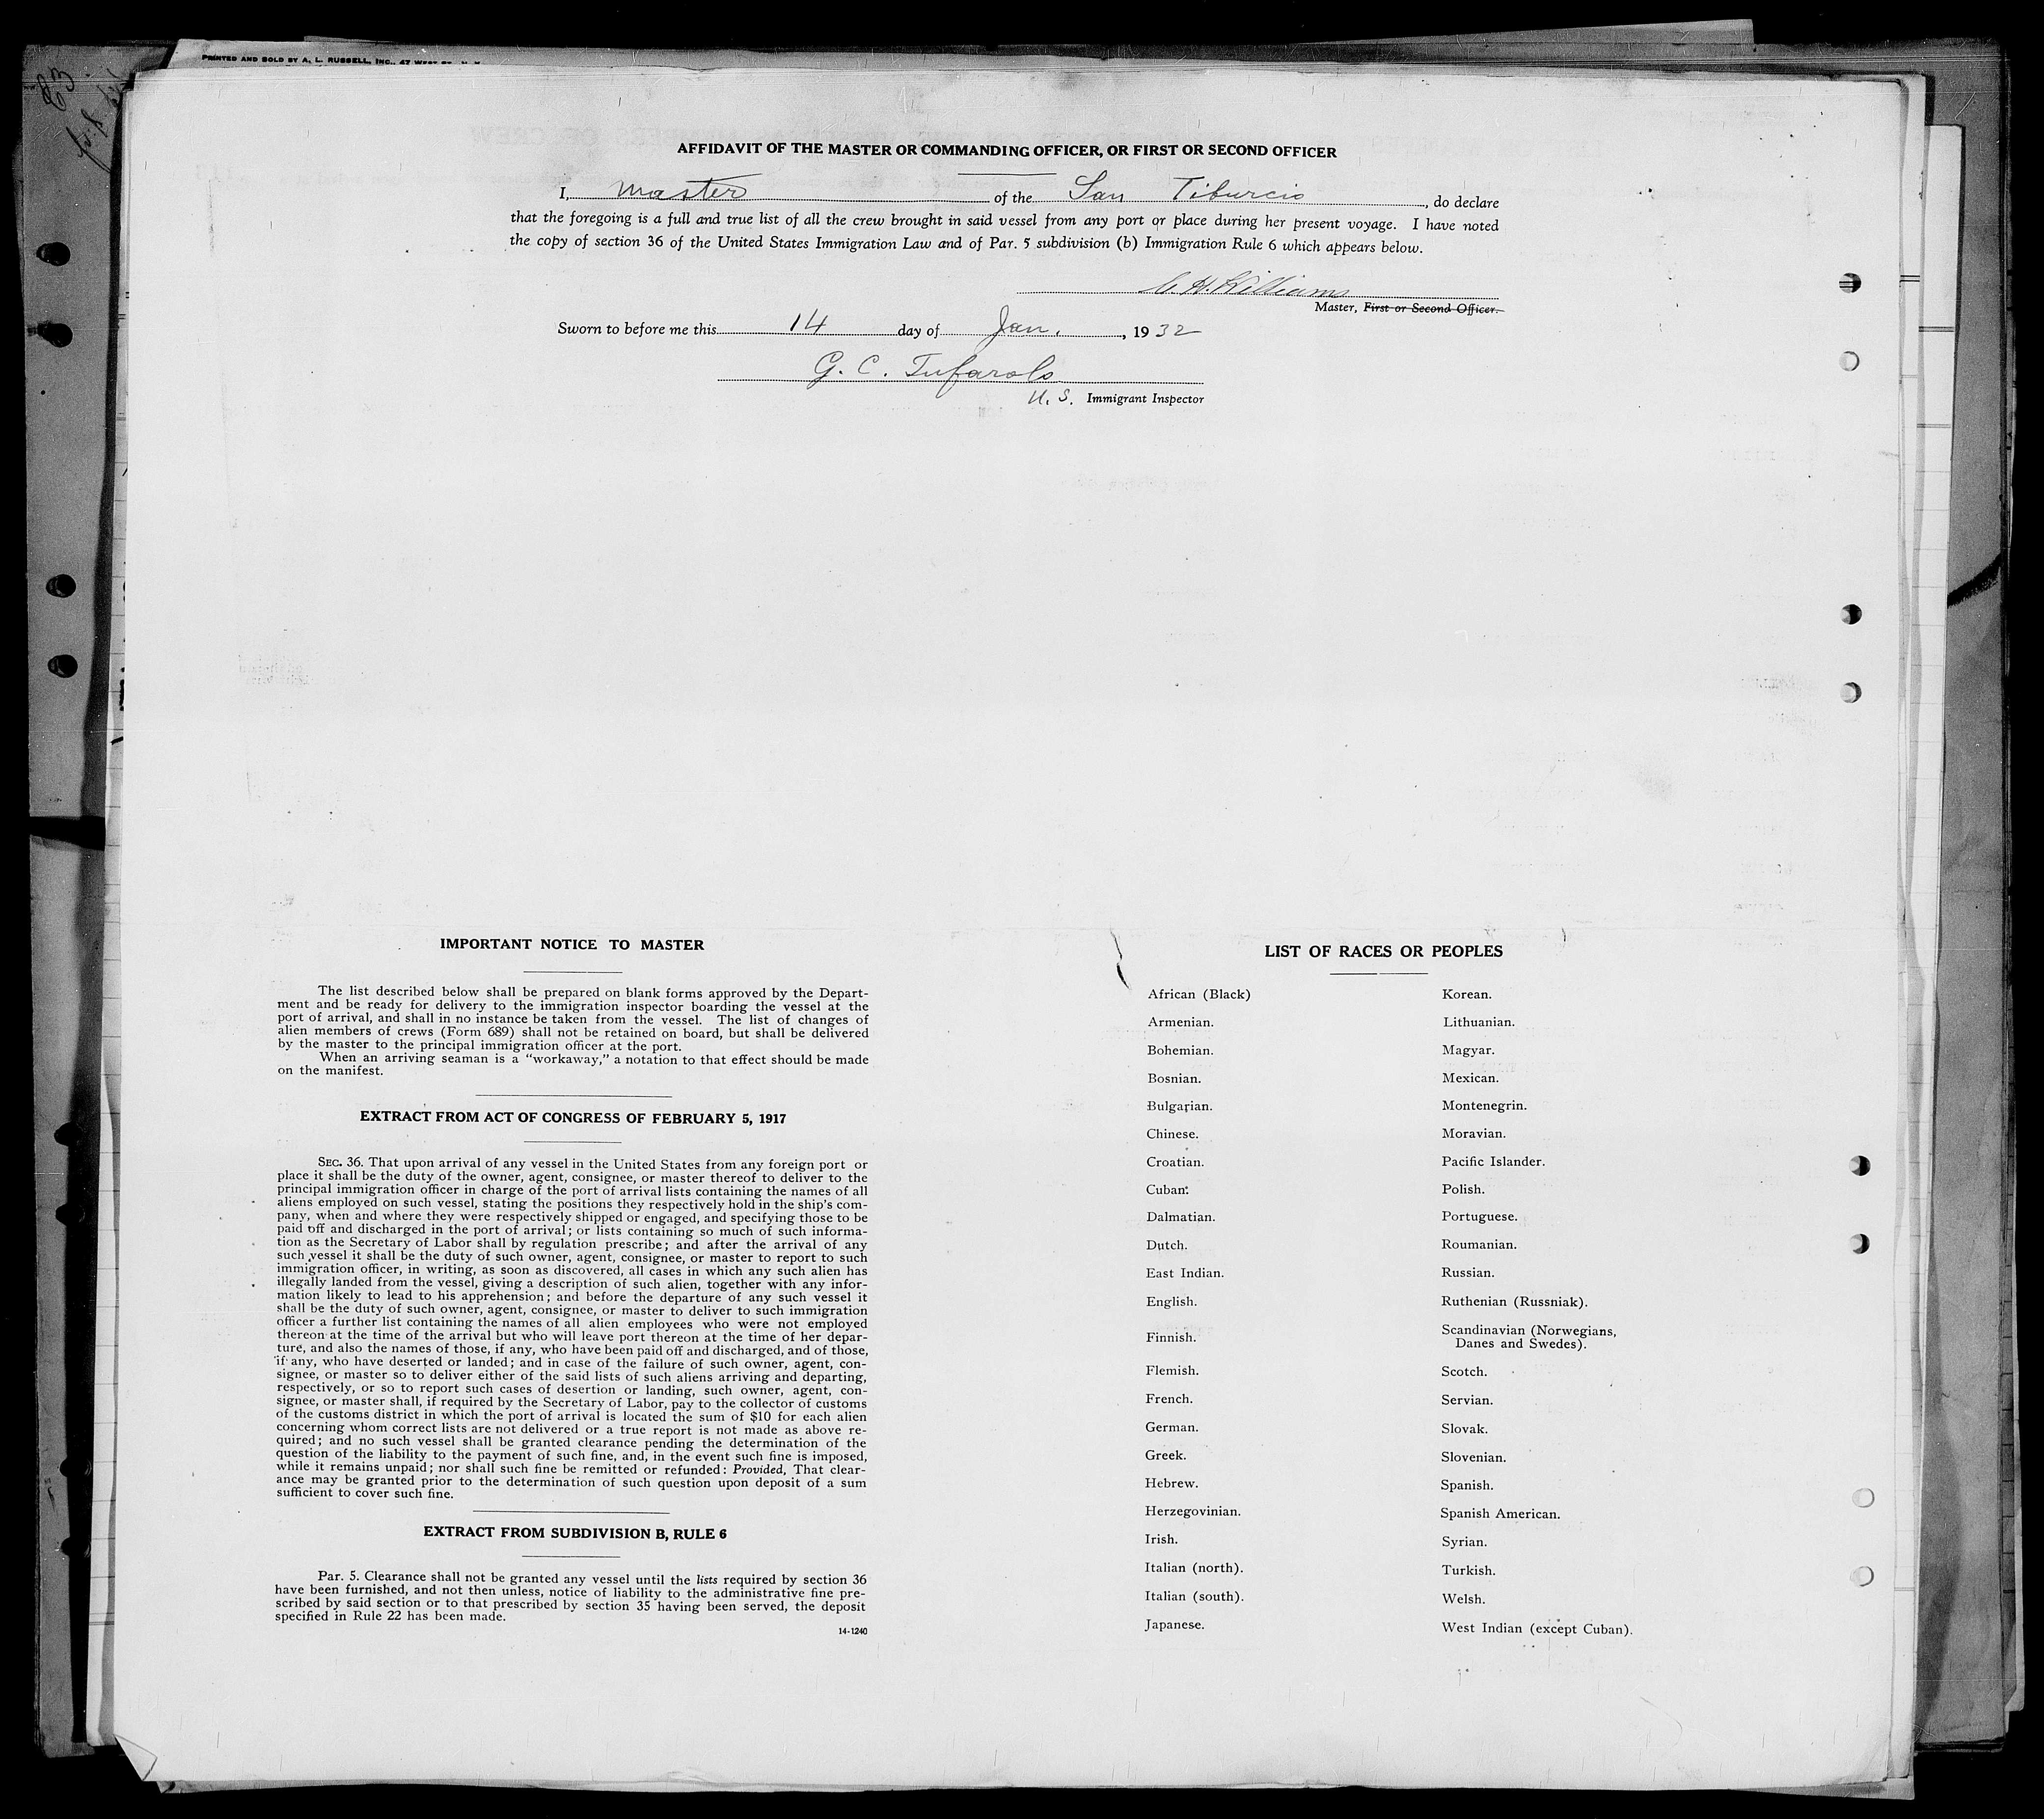 PRINTED AND SOLD BY A. L. RUSSELL, INC., 47 WEST
AFFIDAVIT OF THE MASTER OR COMMANDING OFFICER, OR FIRST OR SECOND OFFICER
I, Master of the San Tiburcio, do declare
that the foregoing is a full and true list of all the crew brought in said vessel from any port or place during her present voyage. I have noted
the copy of section 36 of the United States Immigration Law and of Par. 5 subdivision (b) Immigration Rule 6 which appears below.
H. Williams
Master, First or Second Officer.
Sworn to before me this 14 day of Jan., 1932
G. C. Tufarolo
U. S. Immigrant Inspector
IMPORTANT NOTICE TO MASTER
The list described below shall be prepared on blank forms approved by the Depart-
ment and be ready for delivery to the immigration inspector boarding the vessel at the
port of arrival, and shall in no instance be taken from the vessel. The list of changes of
alien members of crews (Form 689) shall not be retained on board, but shall be delivered
by the master to the principal immigration officer at the port.
When an arriving seaman is a "workaway," a notation to that effect should be made
on the manifest.
EXTRACT FROM ACT OF CONGRESS OF FEBRUARY 5, 1917
SEC. 36. That upon arrival of any vessel in the United States from any foreign port or
place it shall be the duty of the owner, agent, consignee, or master thereof to deliver to the
principal immigration officer in charge of the port of arrival lists containing the names of all
aliens employed on such vessel, stating the positions they respectively hold in the ship's com-
pany, when and where they were respectively shipped or engaged, and specifying those to be
paid off and discharged in the port of arrival; or lists containing so much of such informa-
tion as the Secretary of Labor shall by regulation prescribe; and after the arrival of any
such vessel it shall be the duty of such owner, agent, consignee, or master to report to such
immigration officer, in writing, as soon as discovered, all cases in which any such alien has
illegally landed from the vessel, giving a description of such alien, together with any infor-
mation likely to lead to his apprehension; and before the departure of any such vessel it
shall be the duty of such owner, agent, consignee, or master to deliver to such immigration
officer a further list containing the names of all alien employees who were not employed
thereon at the time of the arrival but who will leave port thereon at the time of her depar-
ture, and also the names of those, if any, who have been paid off and discharged, and of those,
if any, who have deserted or landed; and in case of the failure of such owner, agent, con-
signee, or master so to deliver either of the said lists of such aliens arriving and departing,
respectively, or so to report such cases of desertion or landing, such owner, agent, con-
signee, or master shall, if required by the Secretary of Labor, pay to the collector of customs
of the customs district in which the port of arrival is located the sum of $10 for each alien
concerning whom correct lists are not delivered or a true report is not made as above re-
quired; and no such vessel shall be granted clearance pending the determination of the
question of the liability to the payment of such fine, and, in the event such fine is imposed,
while it remains unpaid; nor shall such fine be remitted or refunded: Provided, That clear-
ance may be granted prior to the determination of such question upon deposit of a sum
sufficient to cover such fine.
EXTRACT FROM SUBDIVISION B, RULE 6
Par. 5. Clearance shall not be granted any vessel until the lists required by section 36
have been furnished, and not then unless, notice of liability to the administrative fine pre-
scribed by said section or to that prescribed by section 35 having been served, the deposit
specified in Rule 22 has been made.
14-1240
LIST OF RACES OR PEOPLES
African (Black)
Armenian.
Bohemian.
Bosnian.
Bulgarian.
Chinese.
Croatian.
Cuban.
Dalmatian.
Dutch.
East Indian.
English.
Finnish.
Flemish.
French.
German.
Greek.
Hebrew.
Herzegovinian.
Irish.
Italian (north).
Italian (south).
Japanese.
Korean.
Lithuanian.
Magyar.
Mexican.
Montenegrin.
Moravian.
Pacific Islander.
Polish.
Portuguese.
Roumanian.
Russian.
Ruthenian (Russniak).
Scandinavian (Norwegians,
Danes and Swedes).
Scotch.
Servian.
Slovak.
Slovenian.
Spanish.
Spanish American.
Syrian.
Turkish.
Welsh.
West Indian (except Cuban).